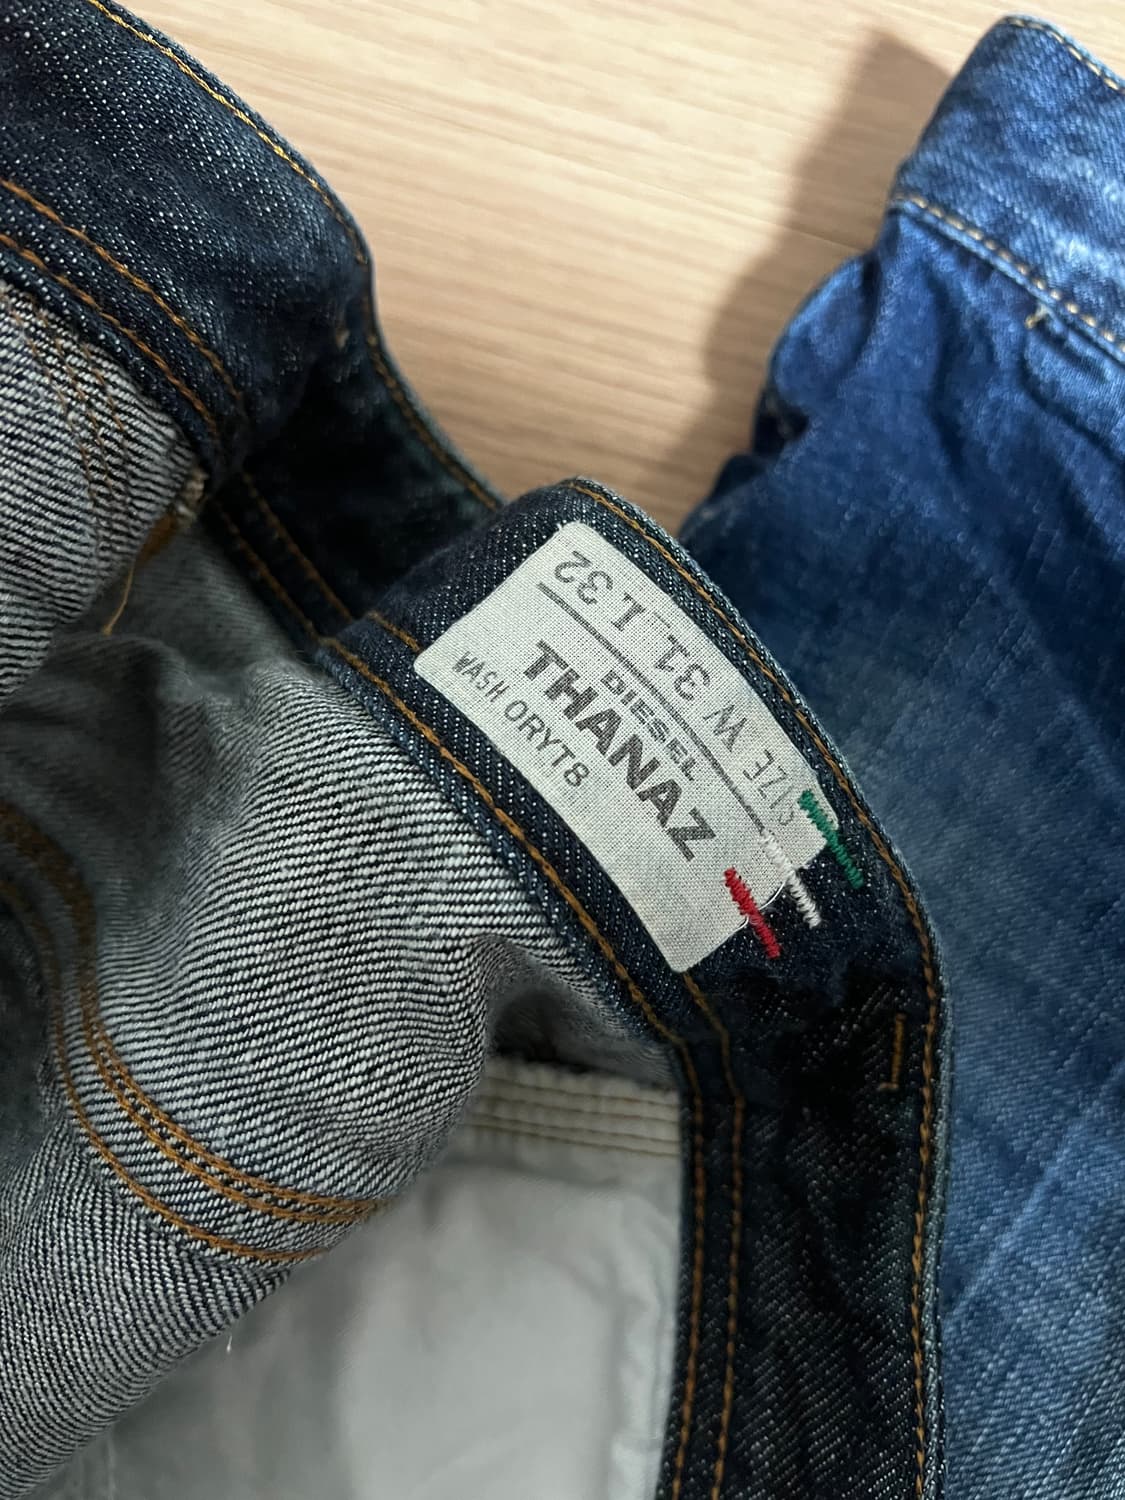 SIZE W 31 L 32
DIESEL
THANAZ
WASH ORYT8